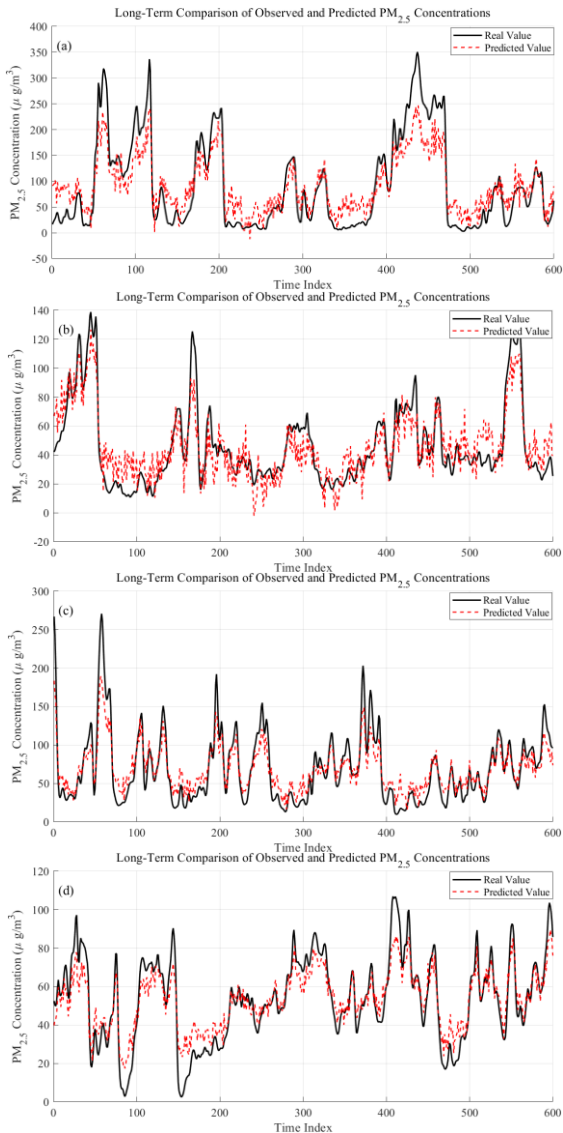 Long-Term Comparison of Observed and Predicted PM2.5 Concentrations
400
350
300
250
200
150
100
50
0
-50
PM2.5 Concentration (μ g/m3)
(a)
Real Value
Predicted Value
0 100 200 300 400 500 600
Time Index
Long-Term Comparison of Observed and Predicted PM2.5 Concentrations
140
120
100
80
60
40
20
0
-20
PM2.5 Concentration (μ g/m3)
(b)
Real Value
Predicted Value
0 100 200 300 400 500 600
Time Index
Long-Term Comparison of Observed and Predicted PM2.5 Concentrations
300
250
200
150
100
50
0
PM2.5 Concentration (μ g/m3)
(c)
Real Value
Predicted Value
0 100 200 300 400 500 600
Time Index
Long-Term Comparison of Observed and Predicted PM2.5 Concentrations
120
100
80
60
40
20
0
PM2.5 Concentration (μ g/m3)
(d)
Real Value
Predicted Value
0 100 200 300 400 500 600
Time Index